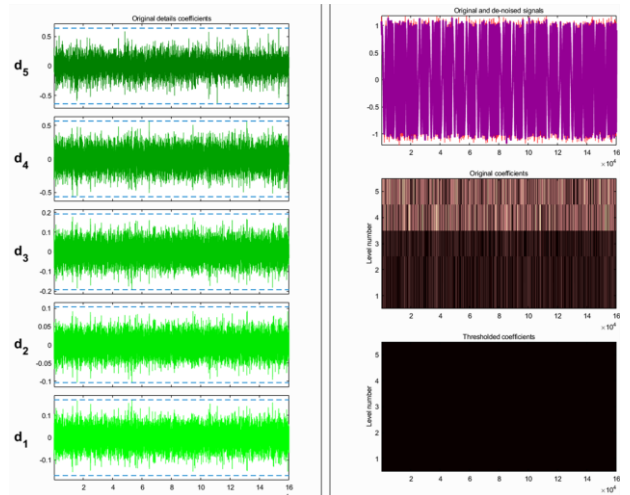 Original details coefficients
d5
0.5
0
-0.5
d4
0.5
0
-0.5
d3
0.2
0.1
0
-0.1
-0.2
d2
0.1
0.05
0
-0.05
-0.1
d1
0.1
0
-0.1
2 4 6 8 10 12 14 16
Original and de-noised signals
1
0.5
0
-0.5
-1
2 4 6 8 10 12 14 16
× 10⁴
Original coefficients
Level number
5
4
3
2
1
2 4 6 8 10 12 14 16
× 10⁴
Thresholded coefficients
Level number
5
4
3
2
1
2 4 6 8 10 12 14 16
× 10⁴